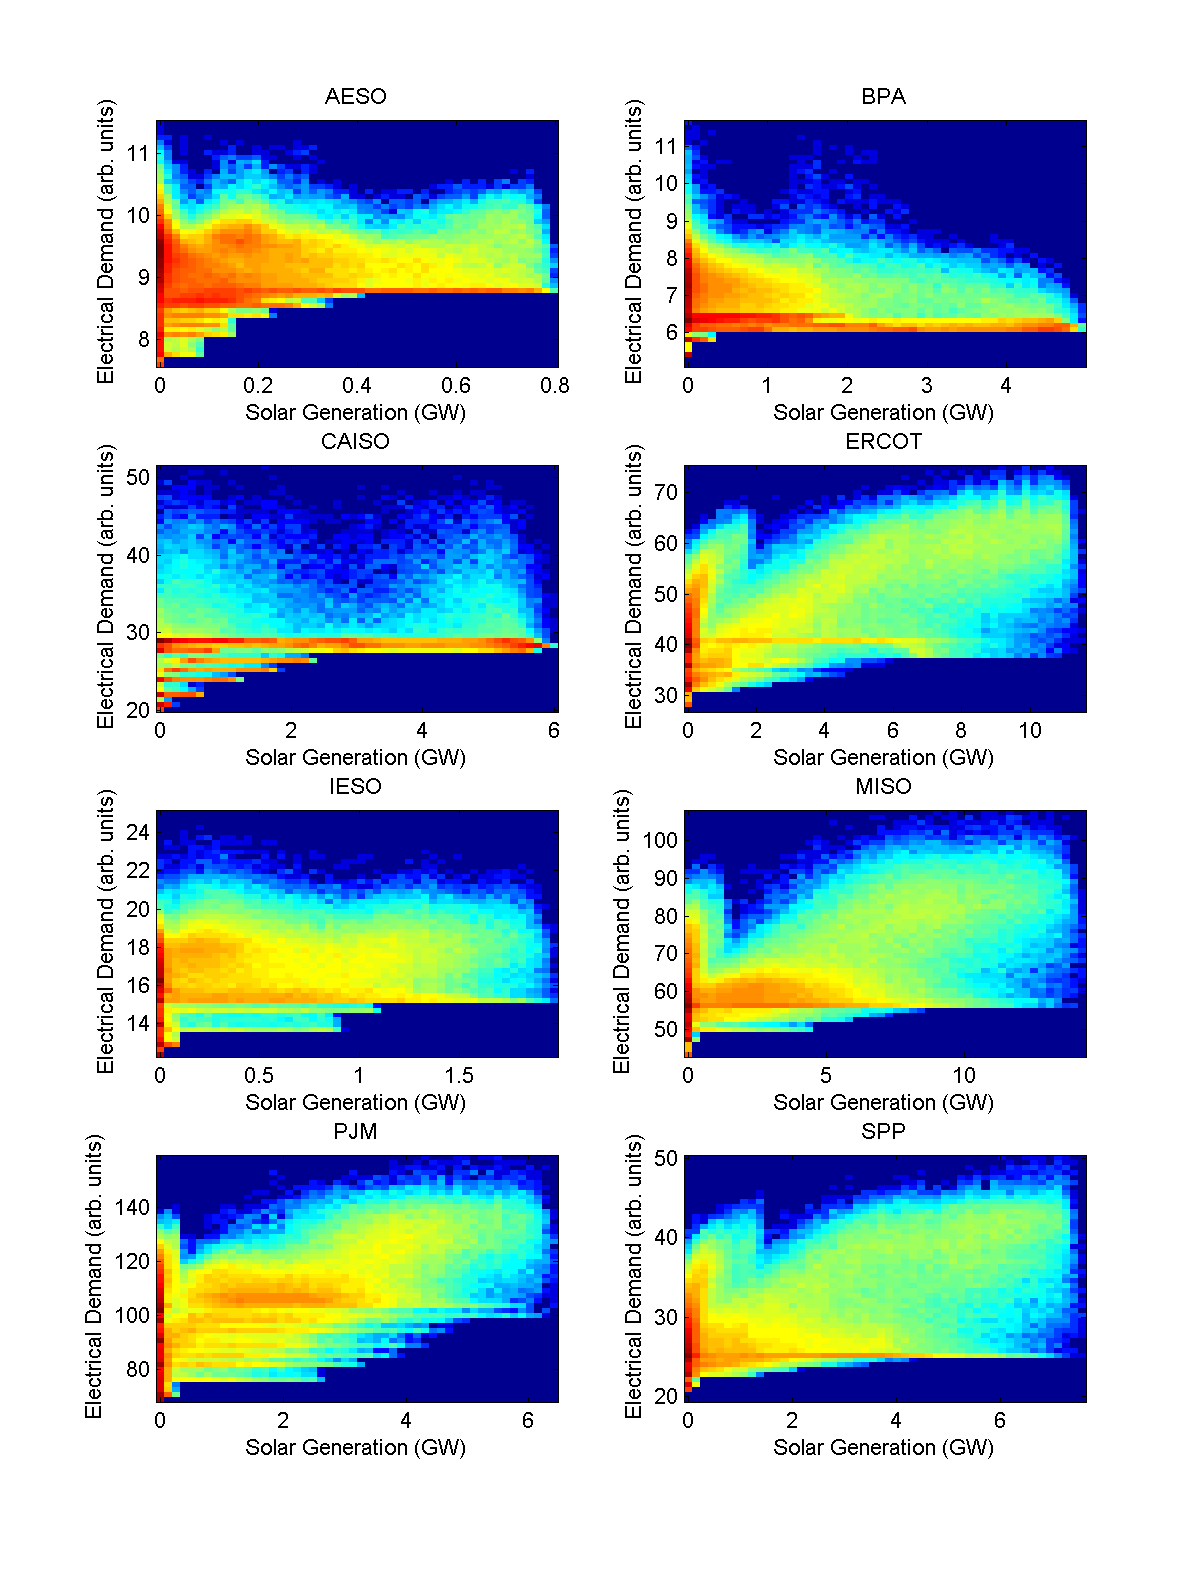 AESO
Electrical Demand (arb. units)
11
10
9
8
0 0.2 0.4 0.6 0.8
Solar Generation (GW)
BPA
Electrical Demand (arb. units)
11
10
9
8
7
6
0 1 2 3 4
Solar Generation (GW)
CAISO
Electrical Demand (arb. units)
50
40
30
20
0 2 4 6
Solar Generation (GW)
ERCOT
Electrical Demand (arb. units)
70
60
50
40
30
0 2 4 6 8 10
Solar Generation (GW)
IESO
Electrical Demand (arb. units)
24
22
20
18
16
14
0 0.5 1 1.5
Solar Generation (GW)
MISO
Electrical Demand (arb. units)
100
90
80
70
60
50
0 5 10
Solar Generation (GW)
PJM
Electrical Demand (arb. units)
140
120
100
80
0 2 4 6
Solar Generation (GW)
SPP
Electrical Demand (arb. units)
50
40
30
20
0 2 4 6
Solar Generation (GW)